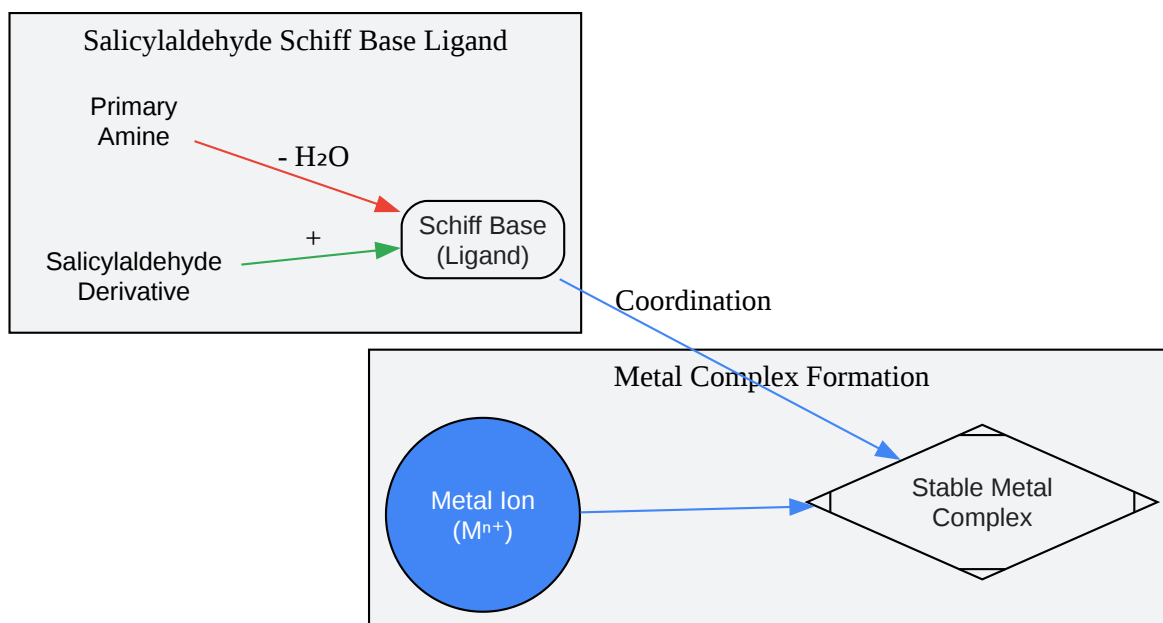 Salicylaldehyde Schiff Base Ligand
Primary
Amine
- H₂O
Schiff Base
(Ligand)
+
Salicylaldehyde
Derivative
Coordination
Metal Complex Formation
Metal Ion
(Mⁿ⁺)
Stable Metal
Complex